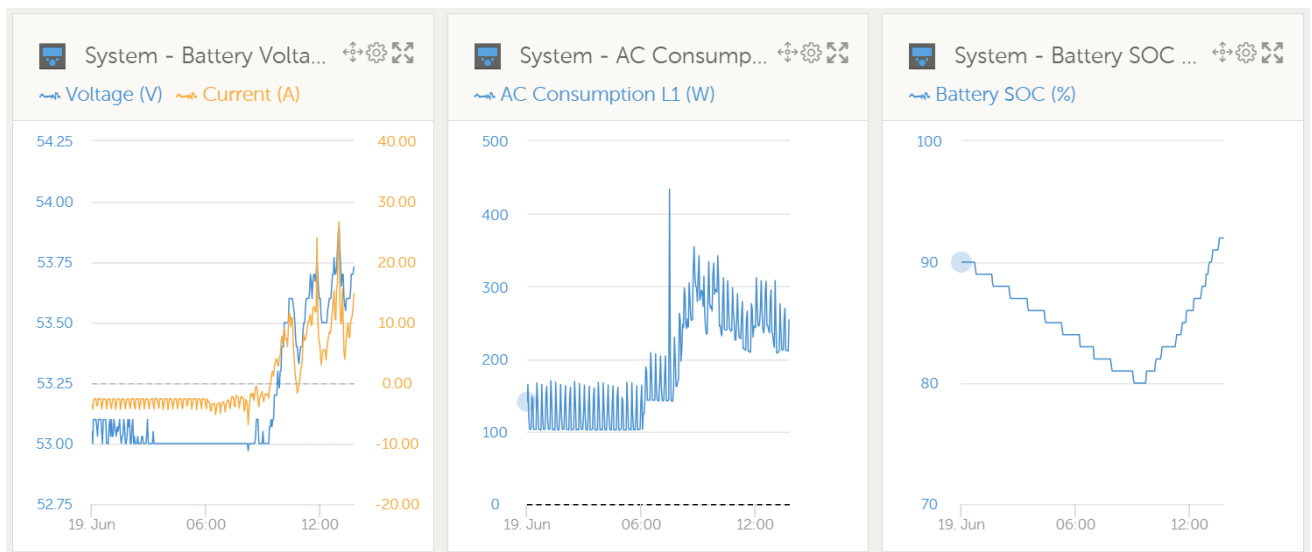 System - Battery Volta...
Voltage (V) Current (A)
54.25 40.00
54.00 30.00
53.75 20.00
53.50 10.00
53.25 0.00
53.00 -10.00
52.75 -20.00
19. Jun 06:00 12:00
System - AC Consump...
AC Consumption L1 (W)
500
400
300
200
100
0
19. Jun 06:00 12:00
System - Battery SOC ...
Battery SOC (%)
100
90
80
70
19. Jun 06:00 12:00